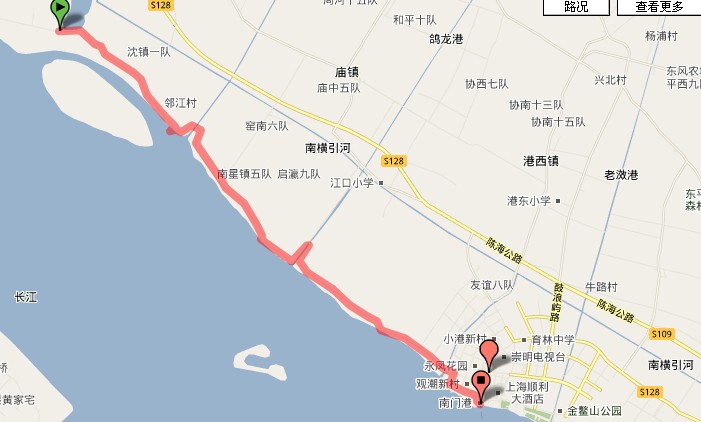 路况
查看更多
S128
周河十五队
和平十队
鸽龙港
杨浦村
沈镇一队
庙镇
庙中五队
协西七队
兴北村
东风农
平西九
邻江村
协南十三队
协南十五队
窑南六队
南横引河
S128
港西镇
老滧港
南星镇五队
启瀛九队
江口小学
港东小学
东平
森林
陈海公路
长江
友谊八队
鼓浪屿路
牛路村
陈海公路
小港新村
育林中学
S109
崇明电视台
永凤花园
南横引河
观潮新村
上海顺利
大酒店
S128
黄家宅
南门港
金鳌山公园
桥